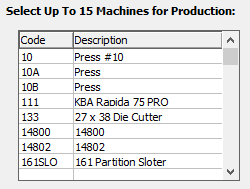 Select Up To 15 Machines for Production:
Code Description
10 Press #10
10A Press
10B Press
111 KBA Rapida 75 PRO
133 27 x 38 Die Cutter
14800 14800
14802 14802
161SLO 161 Partition Sloter